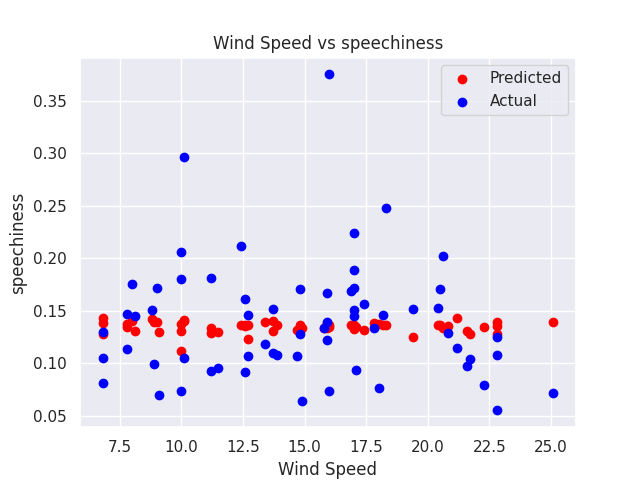 Wind Speed vs speechiness
Predicted
Actual
0.35
0.30
0.25
0.20
0.15
0.10
0.05
speechiness
7.5 10.0 12.5 15.0 17.5 20.0 22.5 25.0
Wind Speed